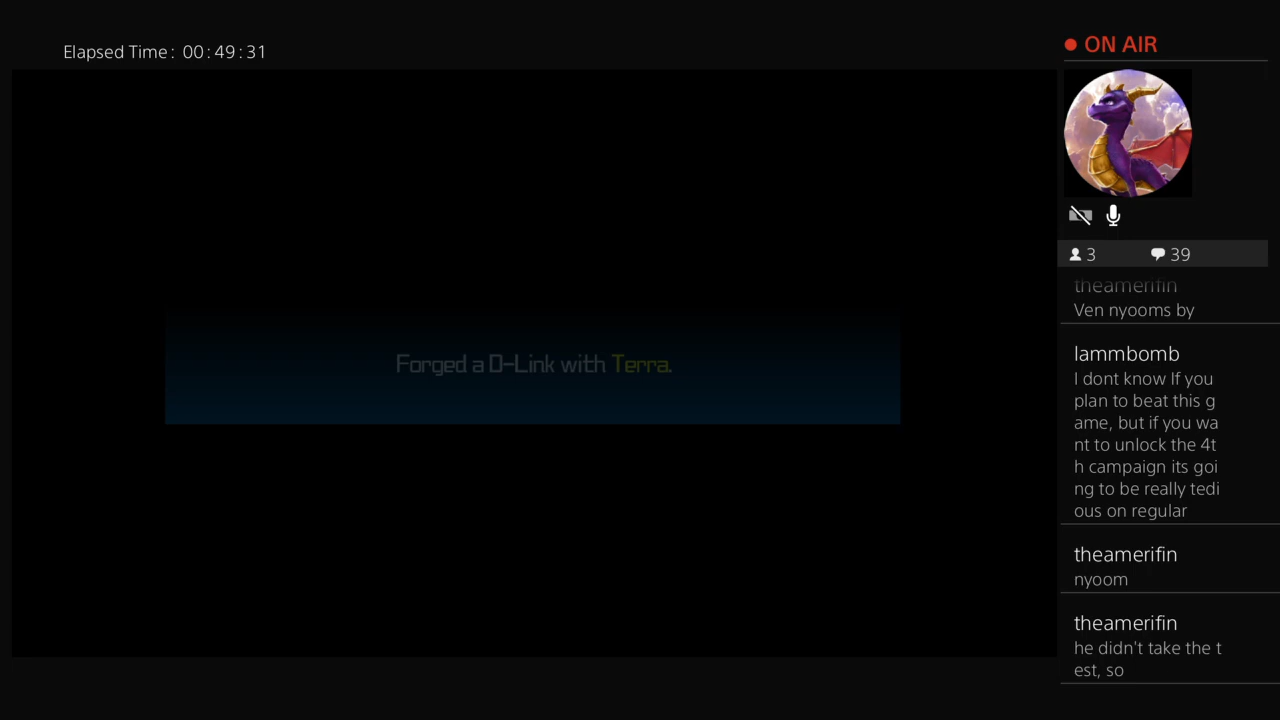 Elapsed Time: 00:49:31
ON AIR
3 39
theamerifin
Ven nyooms by
lammbomb
I dont know If you
plan to beat this g
ame, but if you wa
nt to unlock the 4t
h campaign its goi
ng to be really tedi
ous on regular
theamerifin
nyoom
theamerifin
he didn't take the t
est, so
Forged a D-Link with Terra.